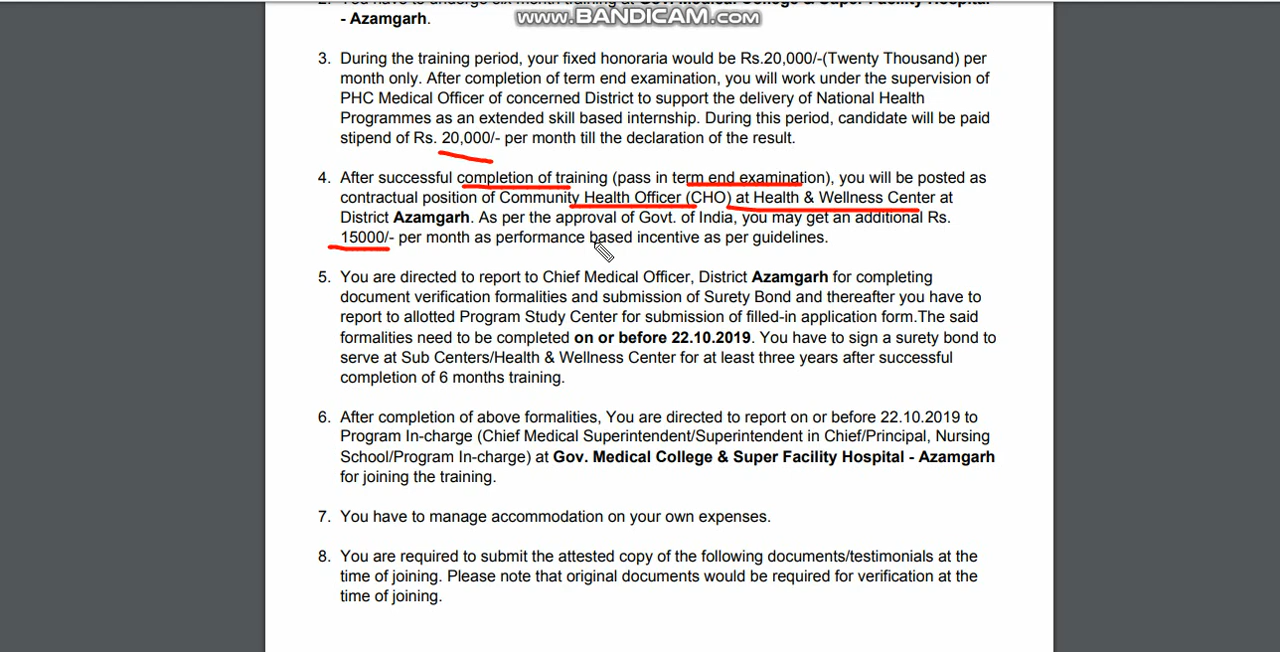 2. You have to undergo six month training at Gov. Medical College & Super Facility Hospital
- Azamgarh.
www.BANDICAM.com
3. During the training period, your fixed honoraria would be Rs.20,000/-(Twenty Thousand) per
month only. After completion of term end examination, you will work under the supervision of
PHC Medical Officer of concerned District to support the delivery of National Health
Programmes as an extended skill based internship. During this period, candidate will be paid
stipend of Rs. 20,000/- per month till the declaration of the result.
4. After successful completion of training (pass in term end examination), you will be posted as
contractual position of Community Health Officer (CHO) at Health & Wellness Center at
District Azamgarh. As per the approval of Govt. of India, you may get an additional Rs.
15000/- per month as performance based incentive as per guidelines.
5. You are directed to report to Chief Medical Officer, District Azamgarh for completing
document verification formalities and submission of Surety Bond and thereafter you have to
report to allotted Program Study Center for submission of filled-in application form.The said
formalities need to be completed on or before 22.10.2019. You have to sign a surety bond to
serve at Sub Centers/Health & Wellness Center for at least three years after successful
completion of 6 months training.
6. After completion of above formalities, You are directed to report on or before 22.10.2019 to
Program In-charge (Chief Medical Superintendent/Superintendent in Chief/Principal, Nursing
School/Program In-charge) at Gov. Medical College & Super Facility Hospital - Azamgarh
for joining the training.
7. You have to manage accommodation on your own expenses.
8. You are required to submit the attested copy of the following documents/testimonials at the
time of joining. Please note that original documents would be required for verification at the
time of joining.